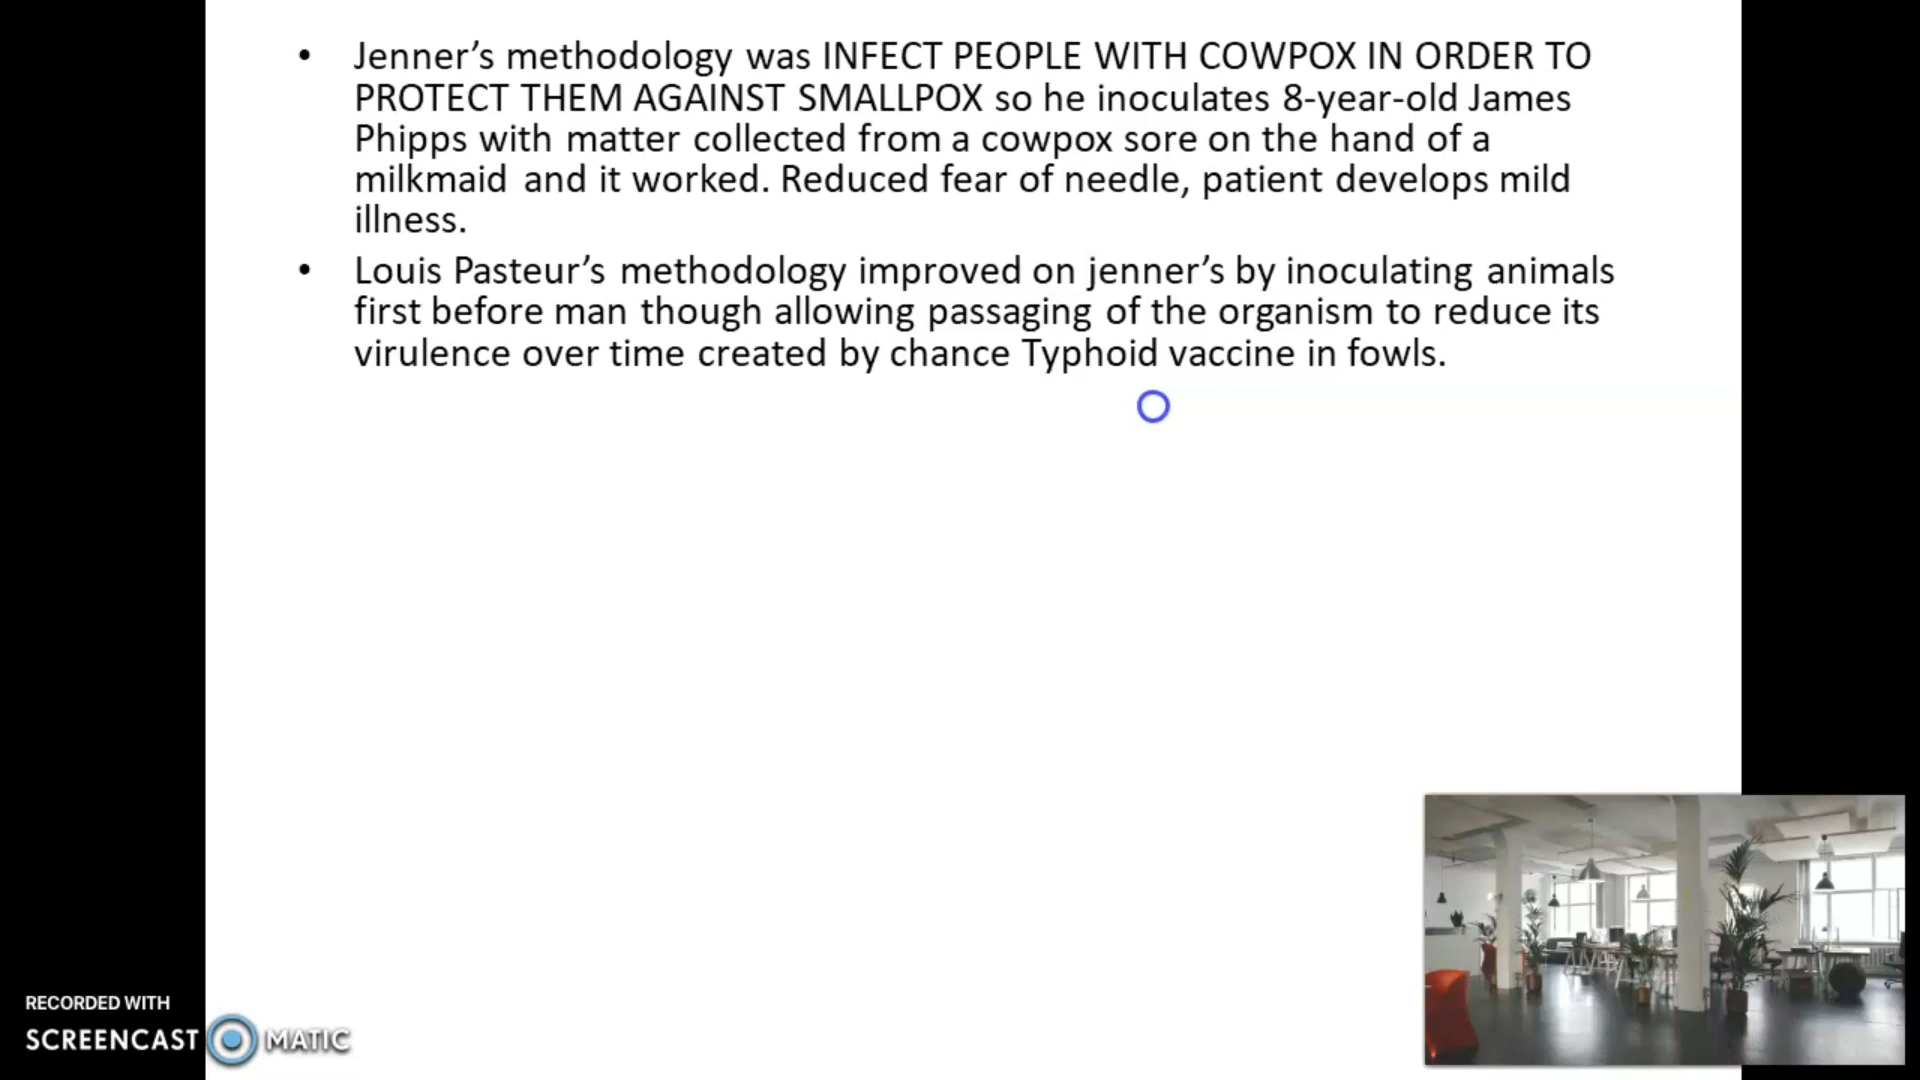 • Jenner’s methodology was INFECT PEOPLE WITH COWPOX IN ORDER TO
PROTECT THEM AGAINST SMALLPOX so he inoculates 8-year-old James
Phipps with matter collected from a cowpox sore on the hand of a
milkmaid and it worked. Reduced fear of needle, patient develops mild
illness.
• Louis Pasteur’s methodology improved on jenner’s by inoculating animals
first before man though allowing passaging of the organism to reduce its
virulence over time created by chance Typhoid vaccine in fowls.
RECORDED WITH
SCREENCAST MATIC